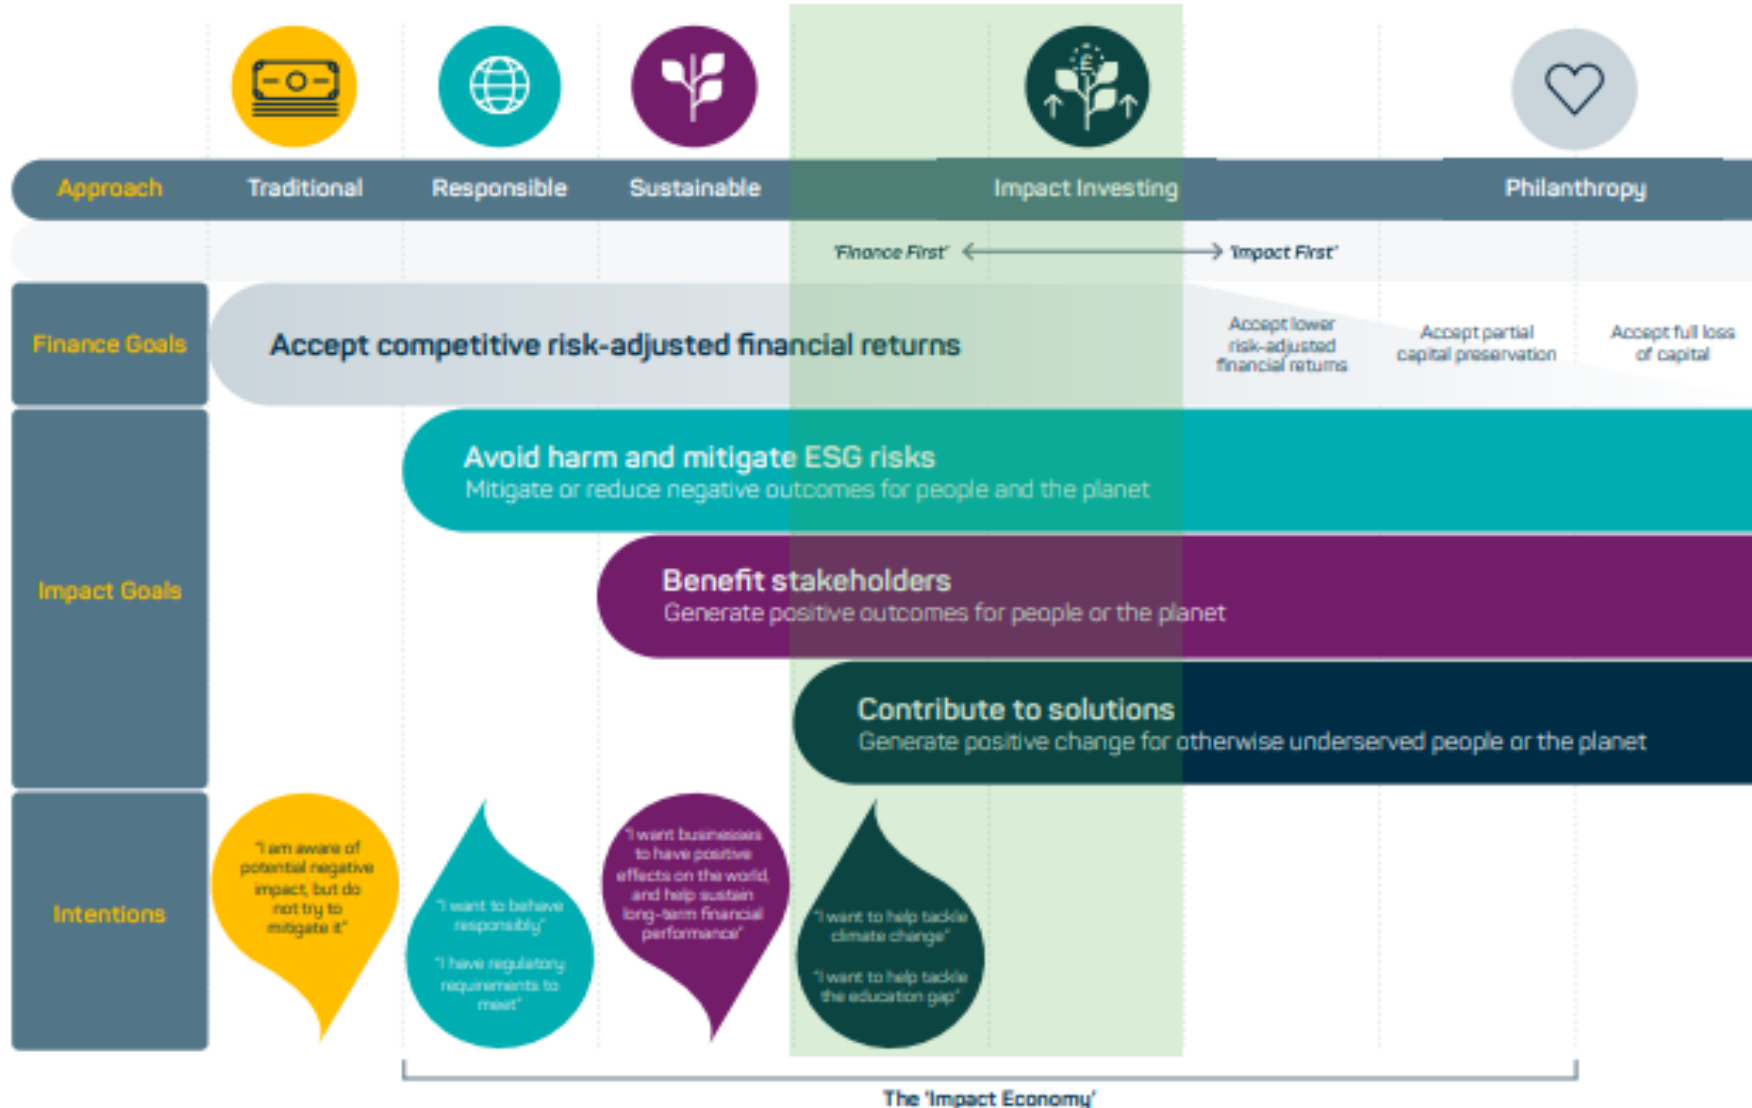 £
Approach
Traditional
Responsible
Sustainable
Impact Investing
Philanthropy
'Finance First'
'Impact First'
Finance Goals
Accept competitive risk-adjusted financial returns
Accept lower
risk-adjusted
financial returns
Accept partial
capital preservation
Accept full loss
of capital
Impact Goals
Avoid harm and mitigate ESG risks
Mitigate or reduce negative outcomes for people and the planet
Benefit stakeholders
Generate positive outcomes for people or the planet
Contribute to solutions
Generate positive change for otherwise underserved people or the planet
Intentions
"I am aware of
potential negative
impact, but do
not try to
mitigate it"
"I want to behave
responsibly"
"I have regulatory
requirements to
meet"
"I want businesses
to have positive
effects on the world,
and help sustain
long-term financial
performance"
"I want to help tackle
climate change"
"I want to help tackle
the education gap"
The 'Impact Economy'